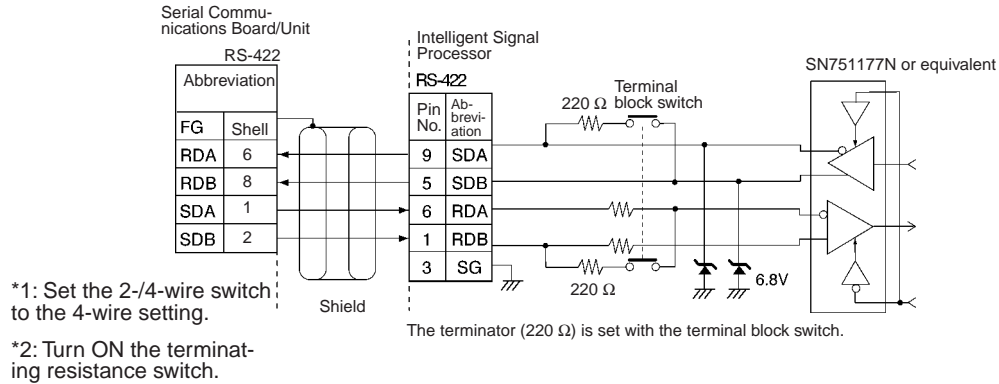 Serial Commu-
nications Board/Unit
RS-422
Abbreviation
FG Shell
RDA 6
RDB 8
SDA 1
SDB 2
Shield
Intelligent Signal
Processor
RS-422
Pin No. Ab-
brevi-
ation
9 SDA
5 SDB
6 RDA
1 RDB
3 SG
Terminal
block switch
220 Ω
220 Ω
6.8V
SN751177N or equivalent
The terminator (220 Ω) is set with the terminal block switch.
*1: Set the 2-/4-wire switch
to the 4-wire setting.
*2: Turn ON the terminat-
ing resistance switch.